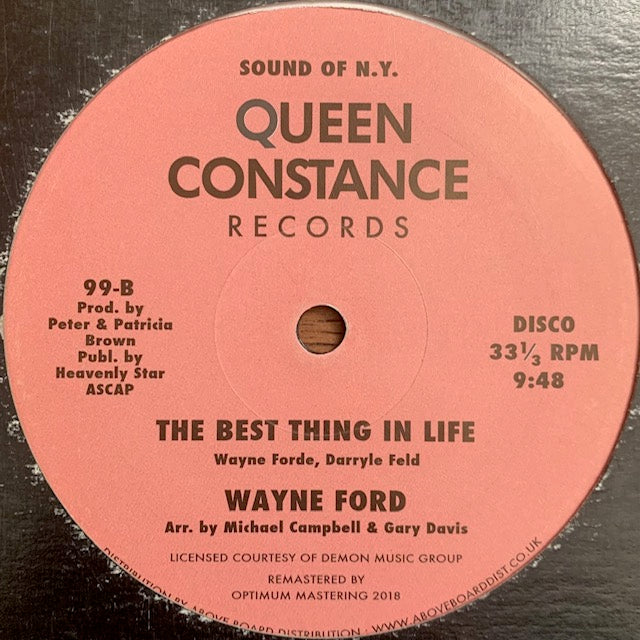 SOUND OF N.Y.
QUEEN
CONSTANCE
RECORDS
99-B
Prod. by
Peter & Patricia
Brown
Publ. by
Heavenly Star
ASCAP
DISCO
33⅓ RPM
9:48
THE BEST THING IN LIFE
Wayne Forde, Darryle Feld
WAYNE FORD
Arr. by Michael Campbell & Gary Davis
LICENSED COURTESY OF DEMON MUSIC GROUP
REMASTERED BY
OPTIMUM MASTERING 2018
DISTRIBUTION BY ABOVE BOARD DISTRIBUTION · WWW.ABOVEBOARDDIST.CO.UK